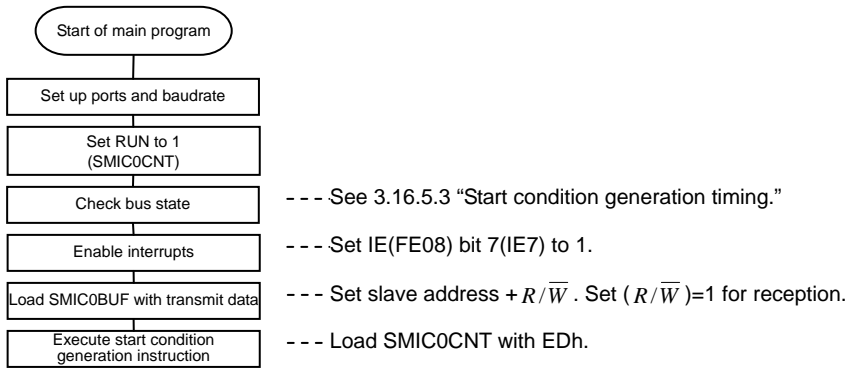 Start of main program
Set up ports and baudrate
Set RUN to 1
(SMIC0CNT)
Check bus state
---See 3.16.5.3 “Start condition generation timing.”
Enable interrupts
---Set IE(FE08) bit 7(IE7) to 1.
Load SMIC0BUF with transmit data
--- Set slave address + R/W̅ . Set ( R/W̅ )=1 for reception.
Execute start condition
generation instruction
--- Load SMIC0CNT with EDh.